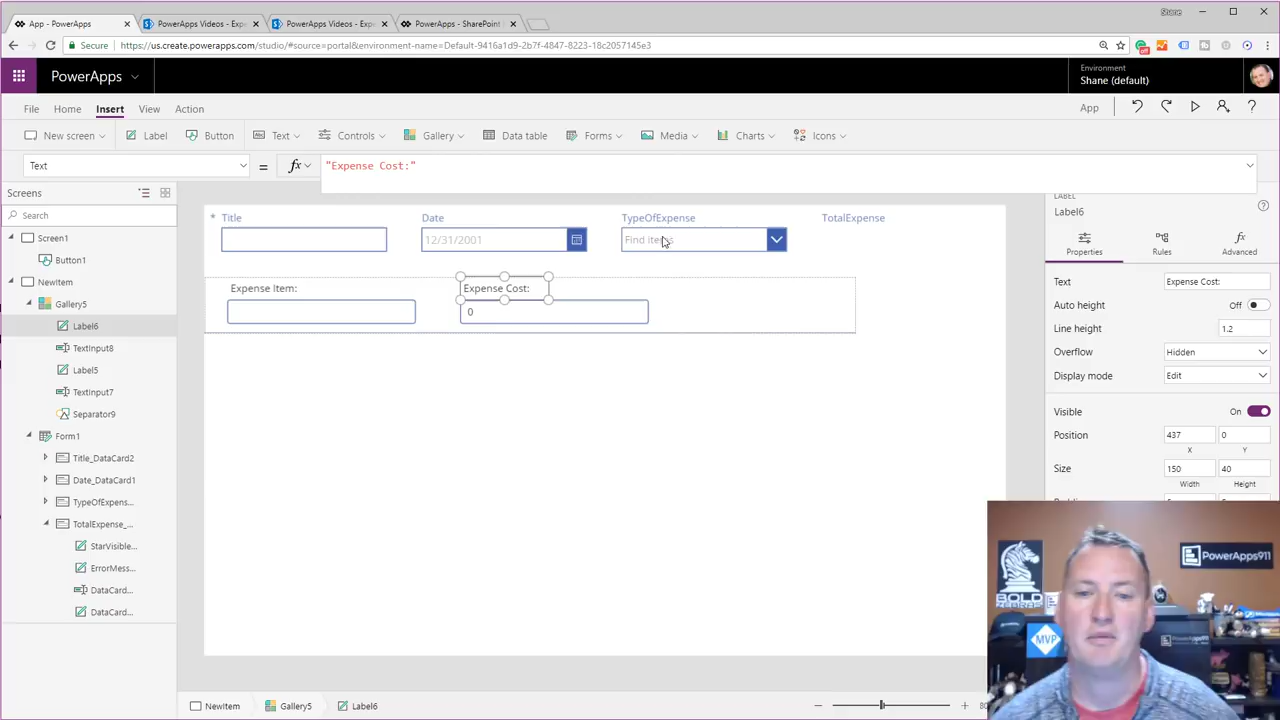 App - PowerApps
PowerApps Videos - Expe
PowerApps Videos - Expe
PowerApps - SharePoint
Shane
Secure
https://us.create.powerapps.com/studio/#source=portal&environment-name=Default-9416a1d9-2b7f-4847-8223-18c2057145e3
PowerApps
Environment
Shane (default)
File
Home
Insert
View
Action
App
New screen
Label
Button
Text
Controls
Gallery
Data table
Forms
Media
Charts
Icons
Text
=
fx
"Expense Cost:"
Screens
Search
Screen1
Button1
NewItem
Gallery5
Label6
TextInput8
Label5
TextInput7
Separator9
Form1
Title_DataCard2
Date_DataCard1
TypeOfExpens...
TotalExpense_...
StarVisible...
ErrorMess...
DataCard...
DataCard...
* Title
Date
TypeOfExpense
TotalExpense
12/31/2001
Find items
Expense Item:
Expense Cost:
0
LABEL
Label6
Properties
Rules
Advanced
Text
Expense Cost:
Auto height
Off
Line height
1.2
Overflow
Hidden
Display mode
Edit
Visible
On
Position
437
0
X
Y
Size
150
40
Width
Height
PowerApps911
BOLD
ZEBRAS
MVP
NewItem
Gallery5
Label6